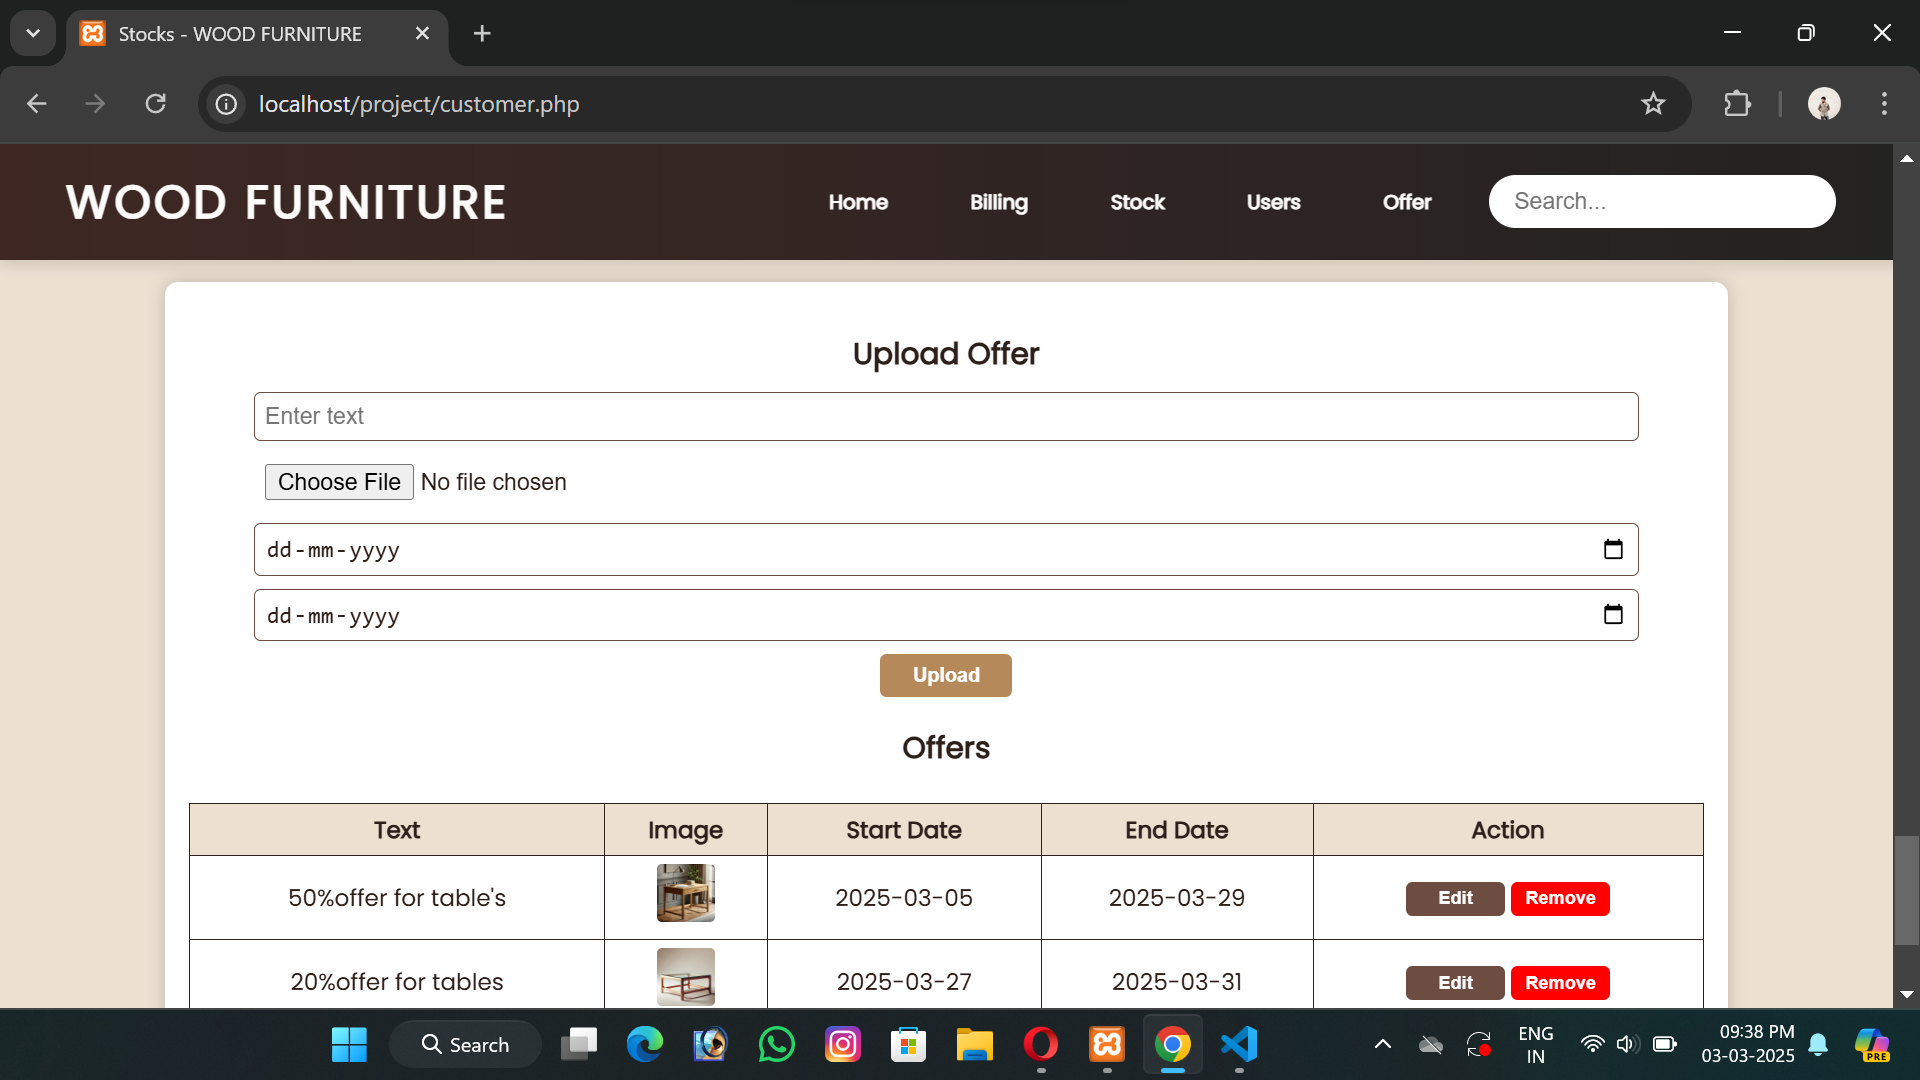 Stocks - WOOD FURNITURE
localhost/project/customer.php
WOOD FURNITURE
Home
Billing
Stock
Users
Offer
Search...
Upload Offer
Enter text
Choose File No file chosen
dd-mm-yyyy
dd-mm-yyyy
Upload
Offers
Text Image Start Date End Date Action
50%offer for table's 2025-03-05 2025-03-29 Edit Remove
20%offer for tables 2025-03-27 2025-03-31 Edit Remove
Search
ENG
IN
09:38 PM
03-03-2025
PRE